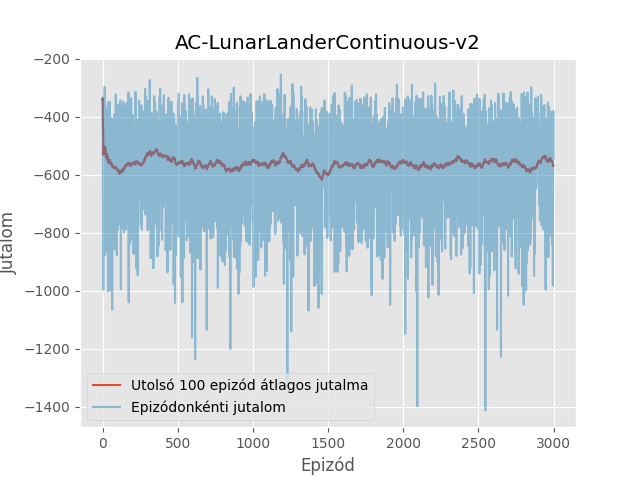 AC-LunarLanderContinuous-v2
−200
−400
−600
−800
−1000
−1200
−1400
Jutalom
Utolsó 100 epizód átlagos jutalma
Epizódonkénti jutalom
0 500 1000 1500 2000 2500 3000
Epizód